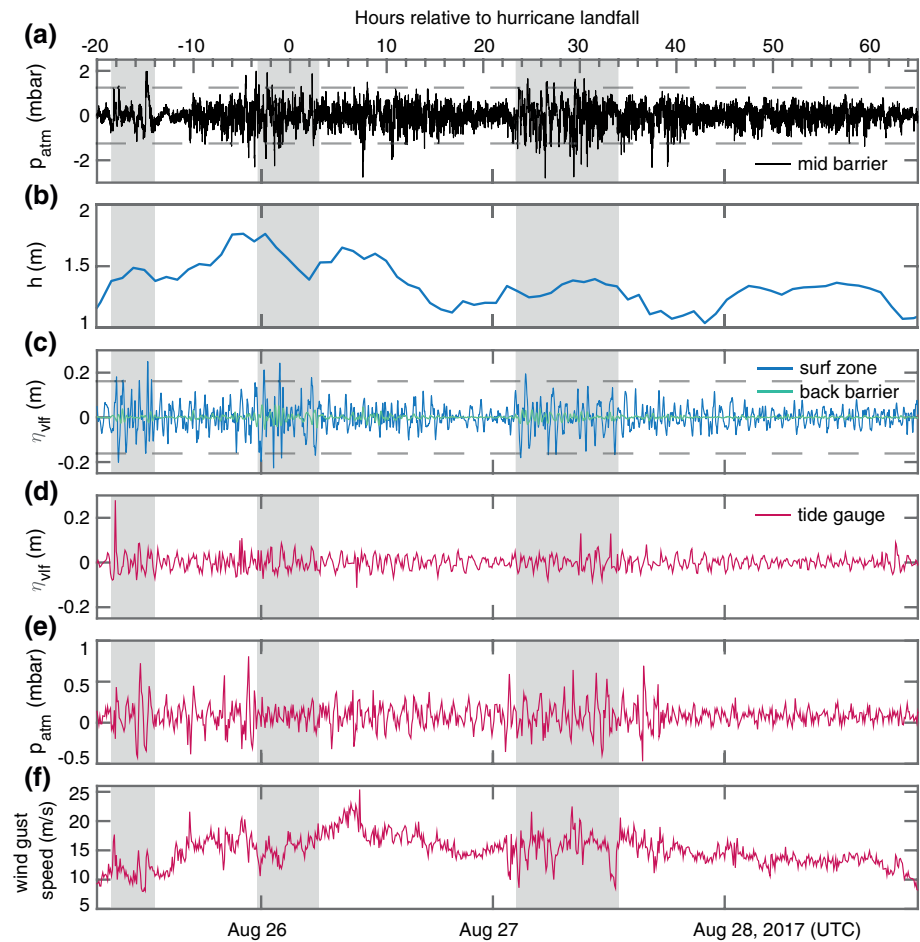 Hours relative to hurricane landfall
(a)
-20 -10 0 10 20 30 40 50 60
p_atm (mbar)
2
0
-2
mid barrier
(b)
h (m)
2
1.5
1
(c)
η_vlf (m)
0.2
0
-0.2
surf zone
back barrier
(d)
η_vlf (m)
0.2
0
-0.2
tide gauge
(e)
p_atm (mbar)
1
0.5
0
-0.5
(f)
wind gust
speed (m/s)
25
20
15
10
5
Aug 26 Aug 27 Aug 28, 2017 (UTC)